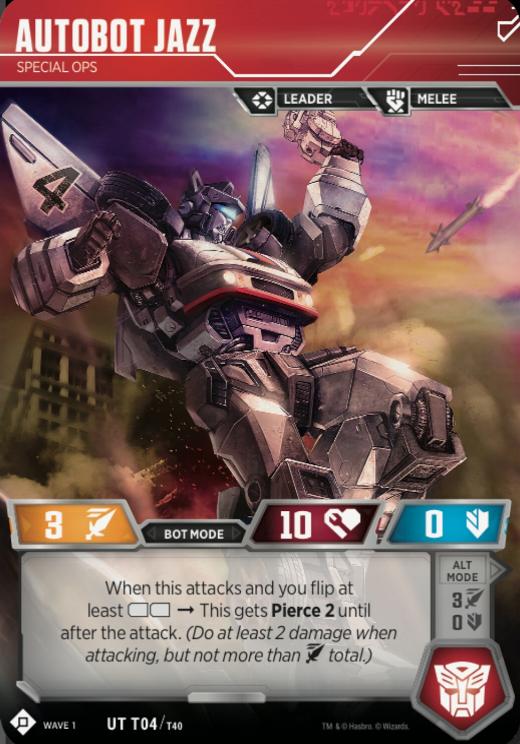 AUTOBOT JAZZ
SPECIAL OPS
LEADER
MELEE
4
3
BOT MODE
10
0
When this attacks and you flip at
least → This gets Pierce 2 until
after the attack. (Do at least 2 damage when
attacking, but not more than total.)
ALT
MODE
3
0
WAVE 1
UT T04/T40
TM & © Hasbro. © Wizards.